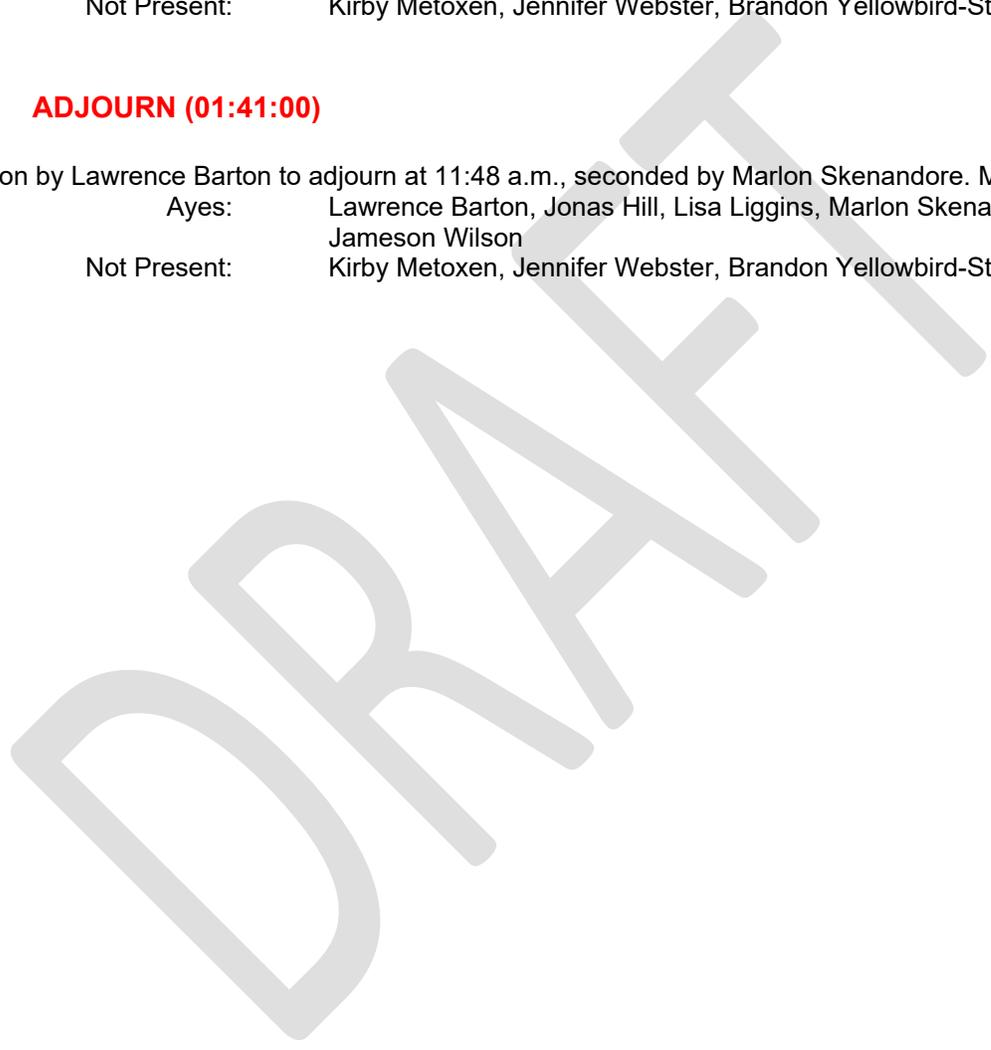 Not Present: Kirby Metoxen, Jennifer Webster, Brandon Yellowbird-St
ADJOURN (01:41:00)
on by Lawrence Barton to adjourn at 11:48 a.m., seconded by Marlon Skenandore. M
Ayes: Lawrence Barton, Jonas Hill, Lisa Liggins, Marlon Skena
Jameson Wilson
Not Present: Kirby Metoxen, Jennifer Webster, Brandon Yellowbird-St
DRAFT